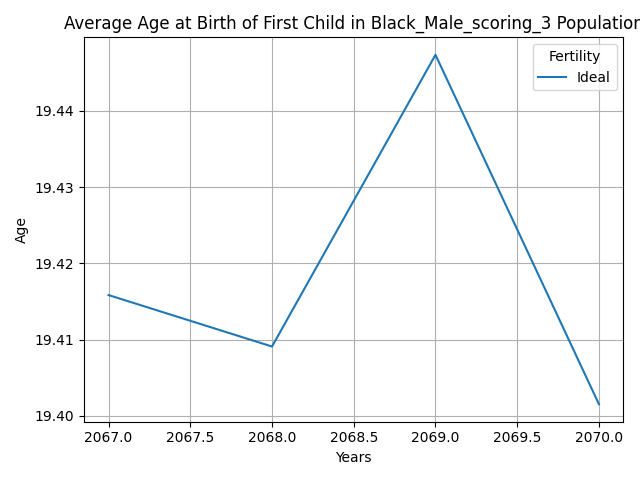 Average Age at Birth of First Child in Black_Male_scoring_3 Population
Fertility
Ideal
19.44
19.43
19.42
19.41
19.40
Age
2067.0 2067.5 2068.0 2068.5 2069.0 2069.5 2070.0
Years